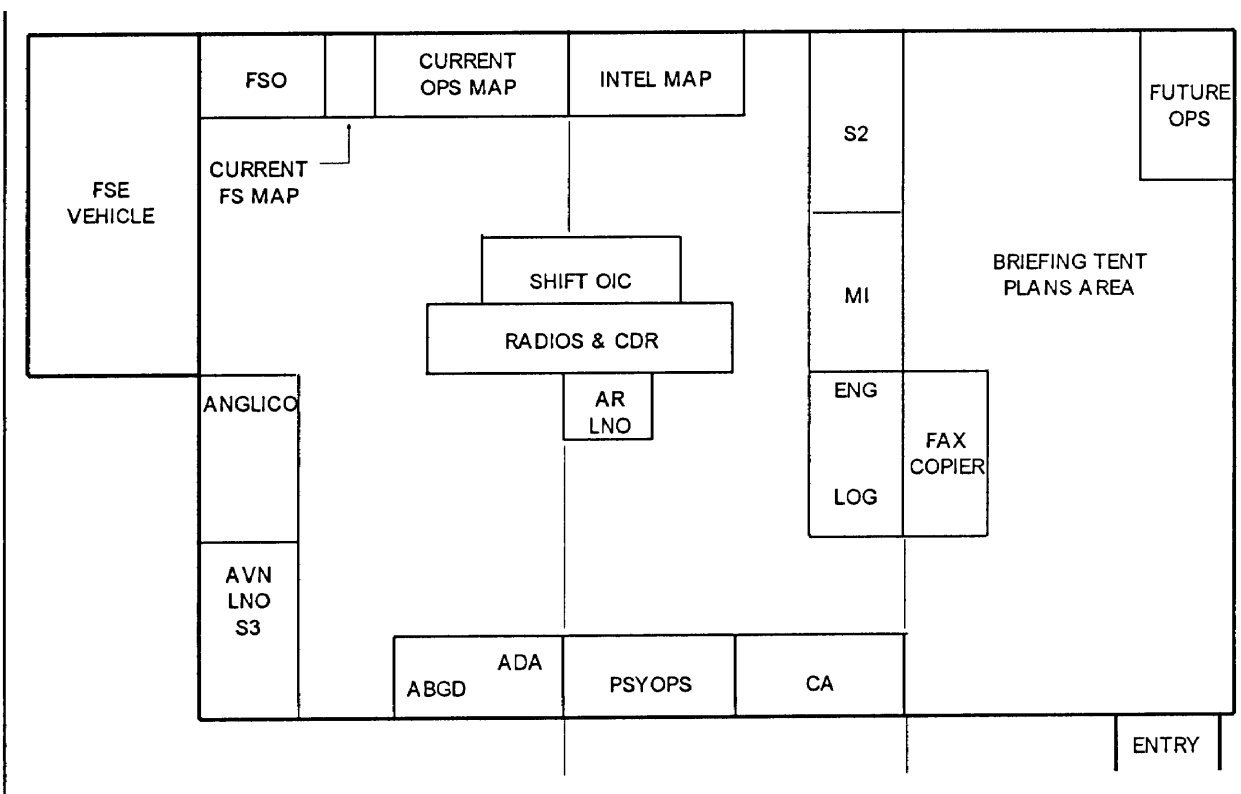 FSO
CURRENT
OPS MAP
INTEL MAP
FUTURE
OPS
S2
CURRENT
FS MAP
FSE
VEHICLE
BRIEFING TENT
PLANS AREA
SHIFT OIC
MI
RADIOS & CDR
ANGLICO
AR
LNO
ENG
FAX
COPIER
LOG
AVN
LNO
S3
ADA
ABGD
PSYOPS
CA
ENTRY